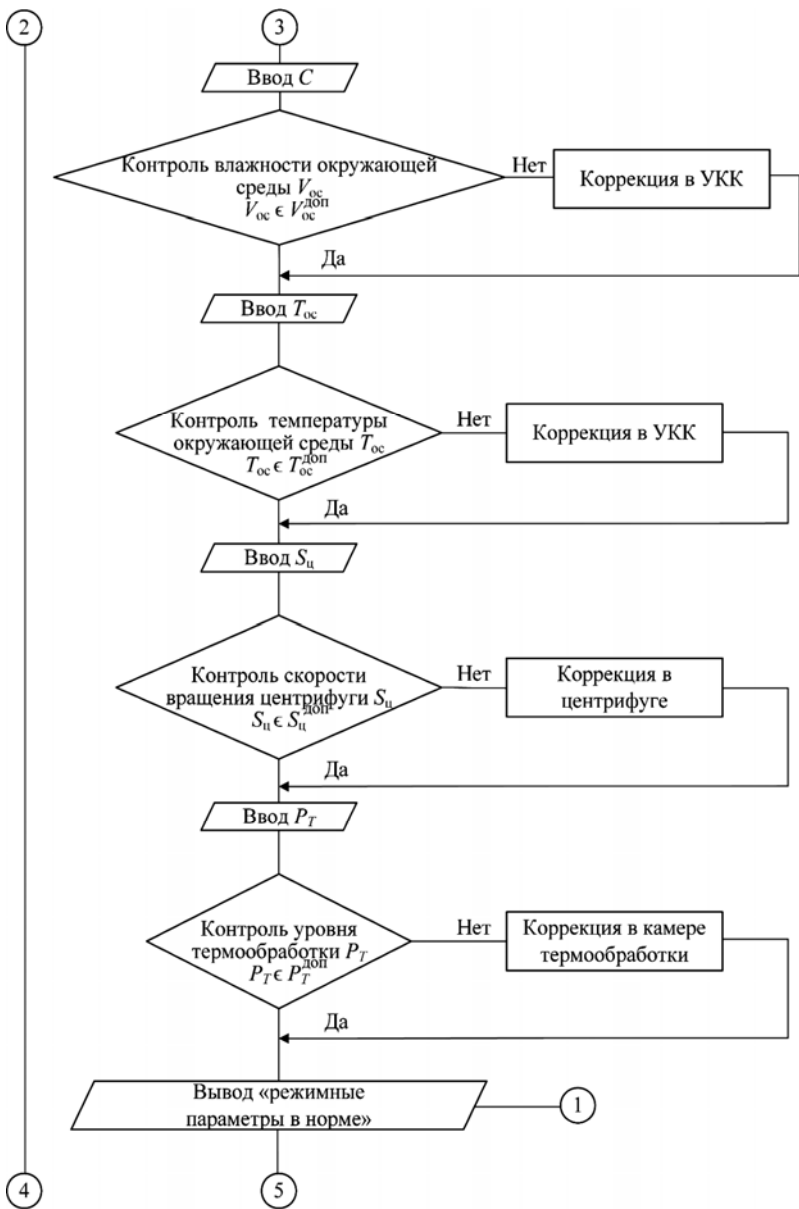 2
3
Ввод C
Контроль влажности окружающей
среды Vос
Vос ϵ Vосдоп
Нет
Коррекция в УКК
Да
Ввод Tос
Контроль температуры
окружающей среды Tос
Tос ϵ Tосдоп
Нет
Коррекция в УКК
Да
Ввод Sц
Контроль скорости
вращения центрифуги Sц
Sц ϵ Sцдоп
Нет
Коррекция в
центрифуге
Да
Ввод PT
Контроль уровня
термообработки PT
PT ϵ PTдоп
Нет
Коррекция в камере
термообработки
Да
Вывод «режимные
параметры в норме»
1
4
5